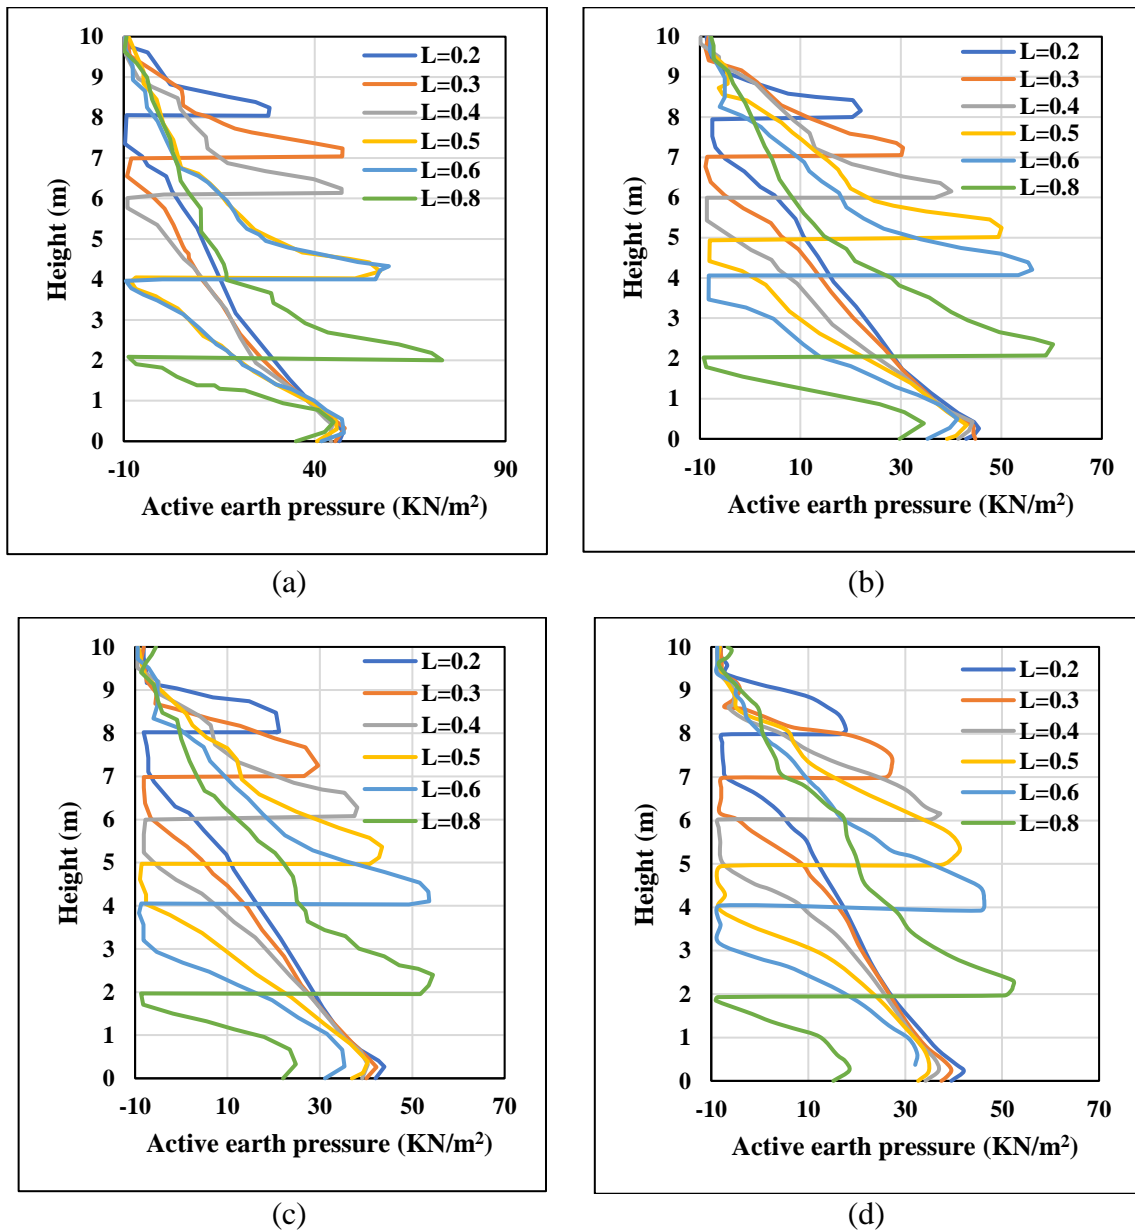 10
9
8
7
6
5
4
3
2
1
0
Height (m)
L=0.2
L=0.3
L=0.4
L=0.5
L=0.6
L=0.8
-10
40
90
Active earth pressure (KN/m²)
(a)
10
9
8
7
6
5
4
3
2
1
0
Height (m)
L=0.2
L=0.3
L=0.4
L=0.5
L=0.6
L=0.8
-10
10
30
50
70
Active earth pressure (KN/m²)
(b)
10
9
8
7
6
5
4
3
2
1
0
Height (m)
L=0.2
L=0.3
L=0.4
L=0.5
L=0.6
L=0.8
-10
10
30
50
70
Active earth pressure (KN/m²)
(c)
10
9
8
7
6
5
4
3
2
1
0
Height (m)
L=0.2
L=0.3
L=0.4
L=0.5
L=0.6
L=0.8
-10
10
30
50
70
Active earth pressure (KN/m²)
(d)